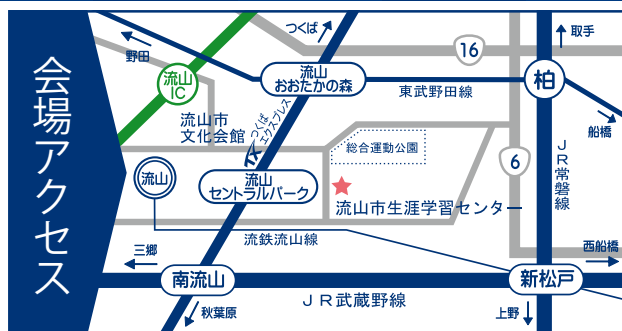 会場アクセス
つくば
取手
野田
16
流山
おおたかの森
柏
流山
IC
東武野田線
つくば
エクスプレス
TX
流山市
文化会館
船橋
総合運動公園
6
JR常磐線
流山
流山
セントラルパーク
流山市生涯学習センター
流鉄流山線
三郷
西船橋
南流山
新松戸
JR武蔵野線
秋葉原
上野